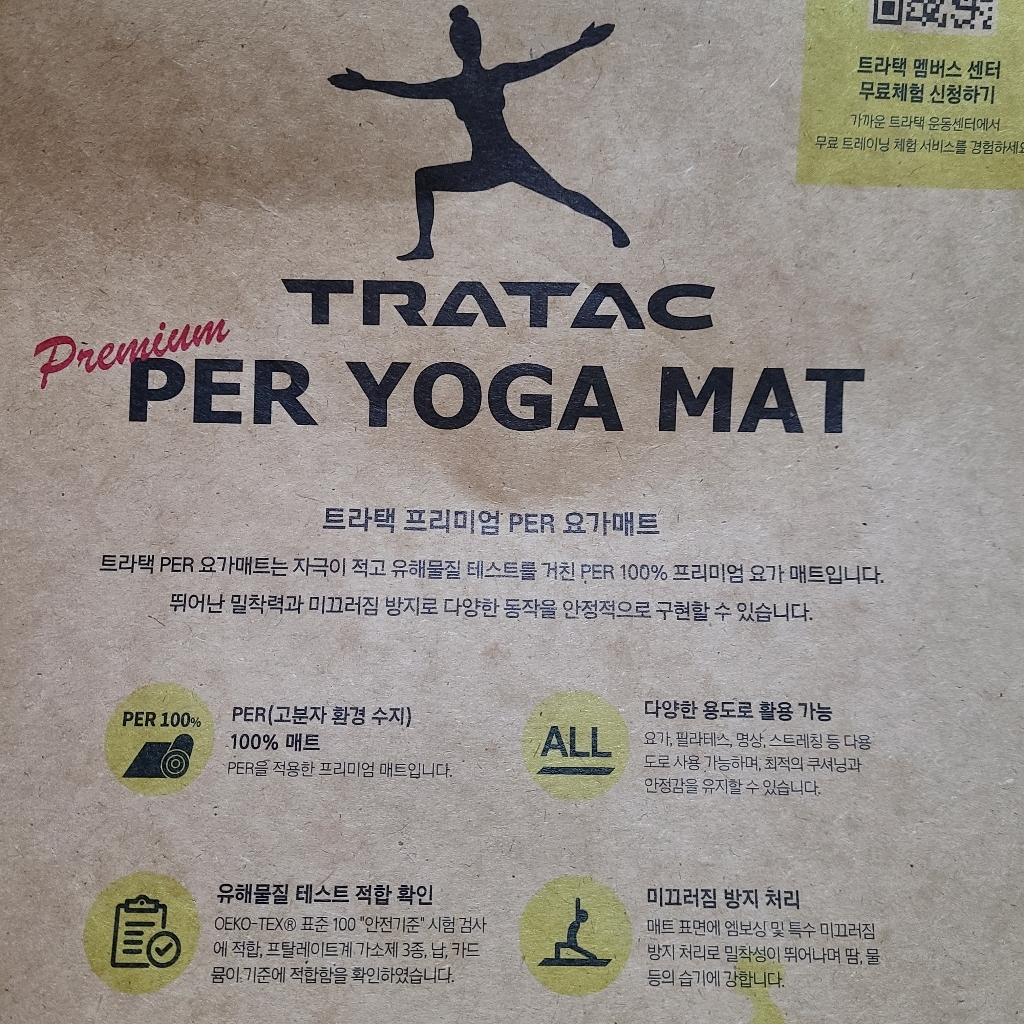 트라택 멤버스 센터
무료체험 신청하기
가까운 트라택 운동센터에서
무료 트레이닝 체험 서비스를 경험하세요
TRATAC
Premium
PER YOGA MAT
트라택 프리미엄 PER 요가매트
트라택 PER 요가매트는 자극이 적고 유해물질 테스트를 거친 PER 100% 프리미엄 요가 매트입니다.
뛰어난 밀착력과 미끄러짐 방지로 다양한 동작을 안정적으로 구현할 수 있습니다.
PER 100%
PER(고분자 환경 수지)
100% 매트
PER을 적용한 프리미엄 매트입니다.
ALL
다양한 용도로 활용 가능
요가, 필라테스, 명상, 스트레칭 등 다용
도로 사용 가능하며, 최적의 쿠셔닝과
안정감을 유지할 수 있습니다.
유해물질 테스트 적합 확인
OEKO-TEX® 표준 100 "안전기준" 시험 검사
에 적합, 프탈레이트계 가소제 3종, 납, 카드
뮴이 기준에 적합함을 확인하였습니다.
미끄러짐 방지 처리
매트 표면에 엠보싱 및 특수 미끄러짐
방지 처리로 밀착성이 뛰어나며 땀, 물
등의 습기에 강합니다.